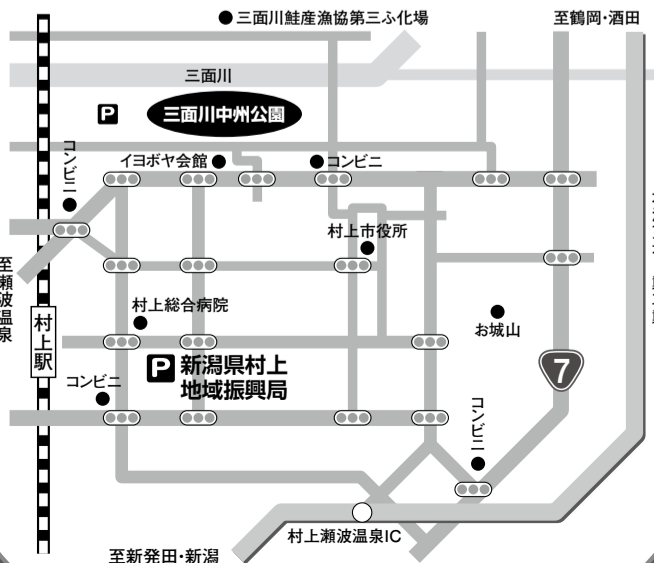 三面川鮭産漁協第三ふ化場
至鶴岡・酒田
三面川
P
三面川中州公園
コンビニ
イヨボヤ会館
コンビニ
村上市役所
至瀬波温泉
村上総合病院
お城山
村上駅
P
新潟県村上
地域振興局
7
コンビニ
コンビニ
村上瀬波温泉IC
至新発田・新潟